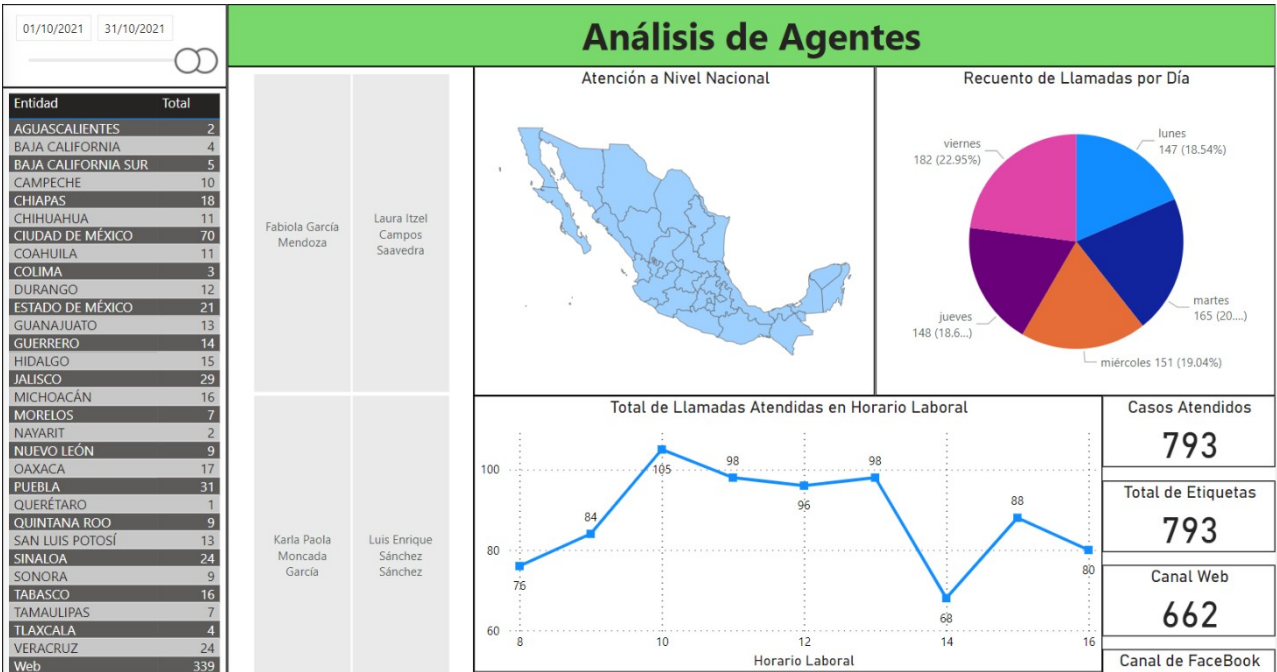 01/10/2021 31/10/2021
Análisis de Agentes
Entidad Total
AGUASCALIENTES 2
BAJA CALIFORNIA 4
BAJA CALIFORNIA SUR 5
CAMPECHE 10
CHIAPAS 18
CHIHUAHUA 11
CIUDAD DE MÉXICO 70
COAHUILA 11
COLIMA 3
DURANGO 12
ESTADO DE MÉXICO 21
GUANAJUATO 13
GUERRERO 14
HIDALGO 15
JALISCO 29
MICHOACÁN 16
MORELOS 7
NAYARIT 2
NUEVO LEÓN 9
OAXACA 17
PUEBLA 31
QUERÉTARO 1
QUINTANA ROO 9
SAN LUIS POTOSÍ 13
SINALOA 24
SONORA 9
TABASCO 16
TAMAULIPAS 7
TLAXCALA 4
VERACRUZ 24
Web 339
Fabiola García
Mendoza
Laura Itzel
Campos
Saavedra
Karla Paola
Moncada
García
Luis Enrique
Sánchez
Sánchez
Atención a Nivel Nacional
Recuento de Llamadas por Día
lunes
147 (18.54%)
martes
165 (20....)
miércoles 151 (19.04%)
jueves
148 (18.6...)
viernes
182 (22.95%)
Total de Llamadas Atendidas en Horario Laboral
100
80
60
76
84
105
98
96
98
68
88
80
8 10 12 14 16
Horario Laboral
Casos Atendidos
793
Total de Etiquetas
793
Canal Web
662
Canal de FaceBook